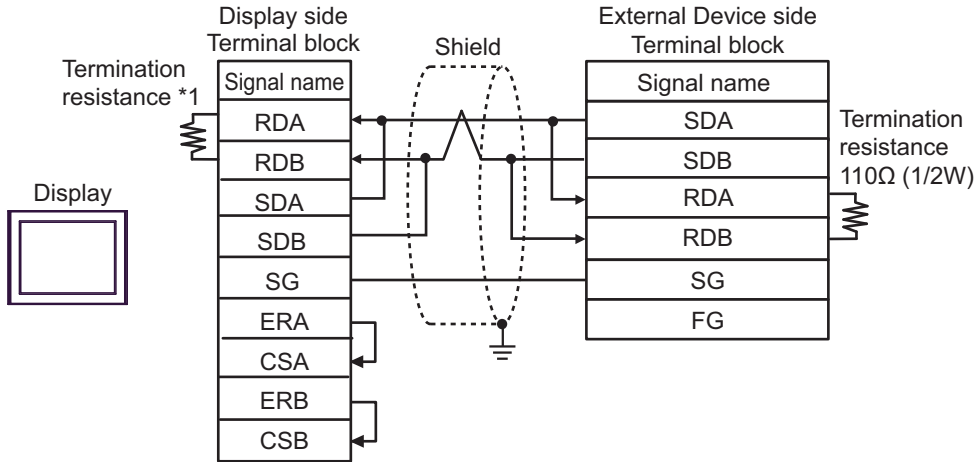 Display side
Terminal block
External Device side
Terminal block
Shield
Termination
resistance *1
Signal name
RDA
RDB
SDA
SDB
SG
ERA
CSA
ERB
CSB
Display
Signal name
SDA
SDB
RDA
RDB
SG
FG
Termination
resistance
110Ω (1/2W)